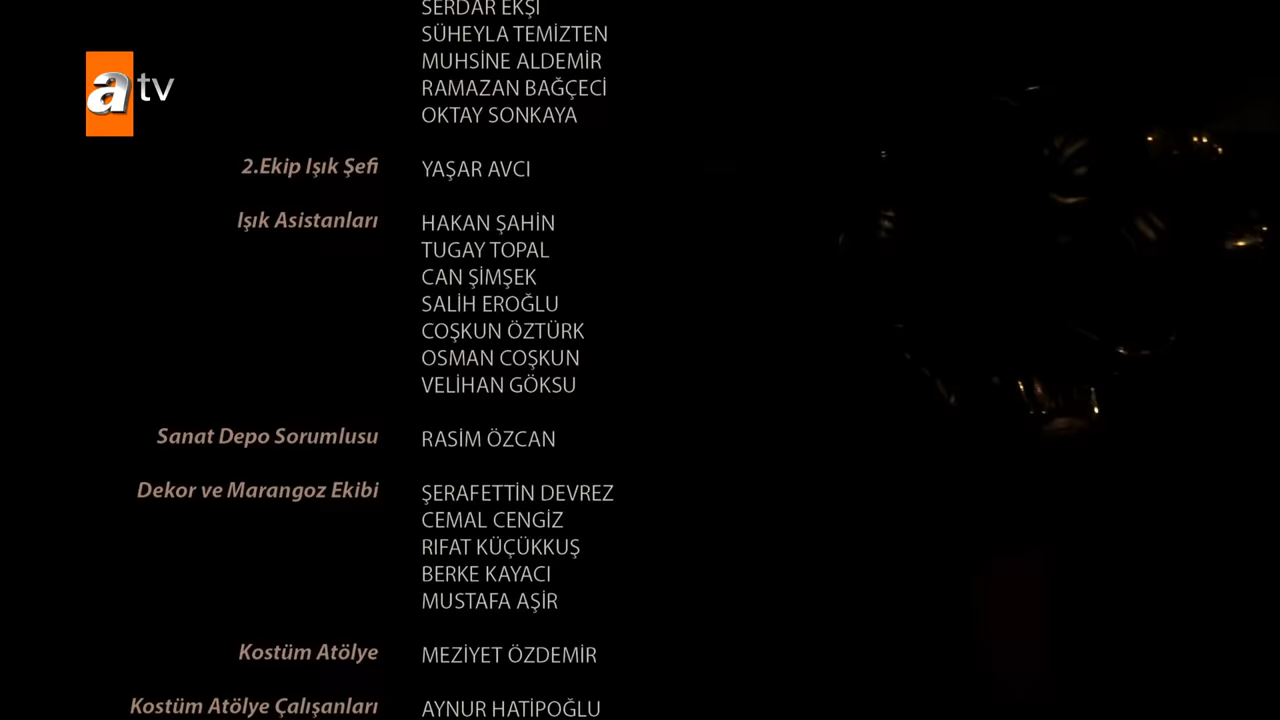 SERDAR EKŞİ
SÜHEYLA TEMİZTEN
MUHSİNE ALDEMİR
RAMAZAN BAĞÇECİ
OKTAY SONKAYA
atv
2.Ekip Işık Şefi YAŞAR AVCI
Işık Asistanları HAKAN ŞAHİN
TUGAY TOPAL
CAN ŞİMŞEK
SALİH EROĞLU
COŞKUN ÖZTÜRK
OSMAN COŞKUN
VELİHAN GÖKSU
Sanat Depo Sorumlusu RASİM ÖZCAN
Dekor ve Marangoz Ekibi ŞERAFETTİN DEVREZ
CEMAL CENGİZ
RIFAT KÜÇÜKKUŞ
BERKE KAYACI
MUSTAFA AŞİR
Kostüm Atölye MEZİYET ÖZDEMİR
Kostüm Atölye Çalışanları AYNUR HATİPOĞLU